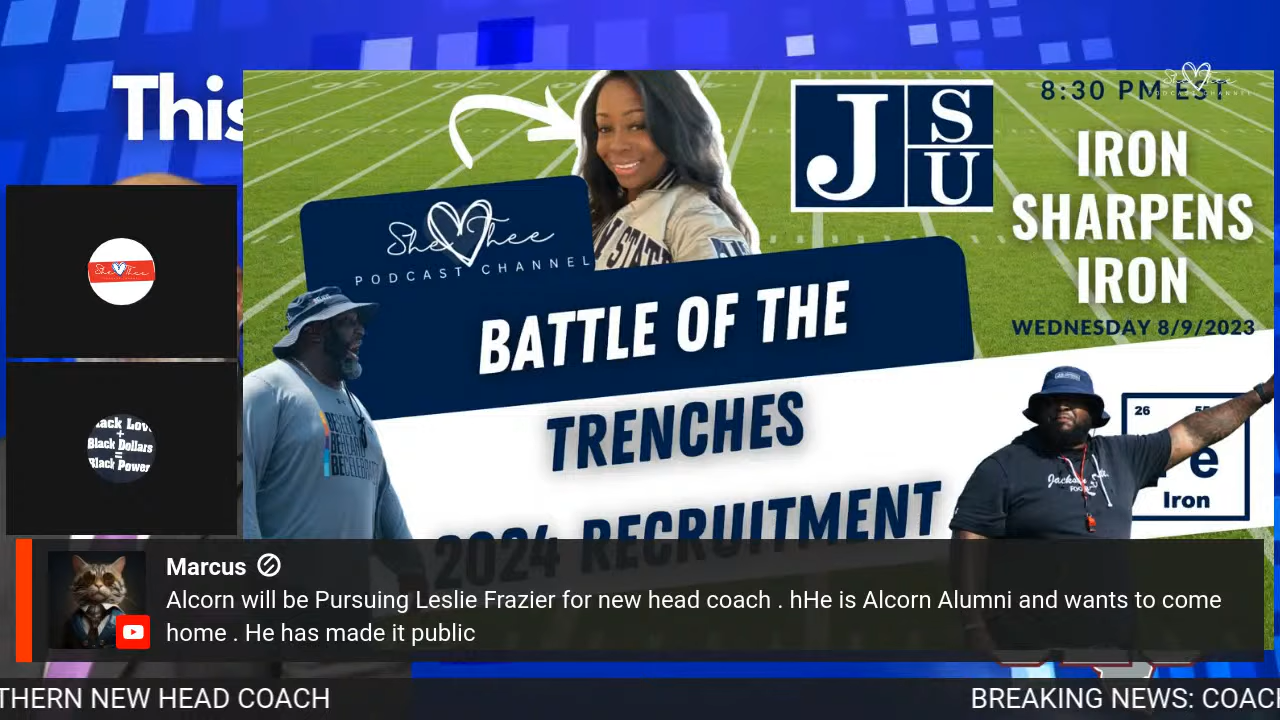 This
8:30 PM EST
J S U
IRON
SHARPENS
IRON
WEDNESDAY 8/9/2023
She Thee
PODCAST CHANNEL
BATTLE OF THE
TRENCHES
2024 RECRUITMENT
26
Iron
Black Dollars
=
Black Power
Marcus
Alcorn will be Pursuing Leslie Frazier for new head coach . hHe is Alcorn Alumni and wants to come
home . He has made it public
THERN NEW HEAD COACH
BREAKING NEWS: COACH